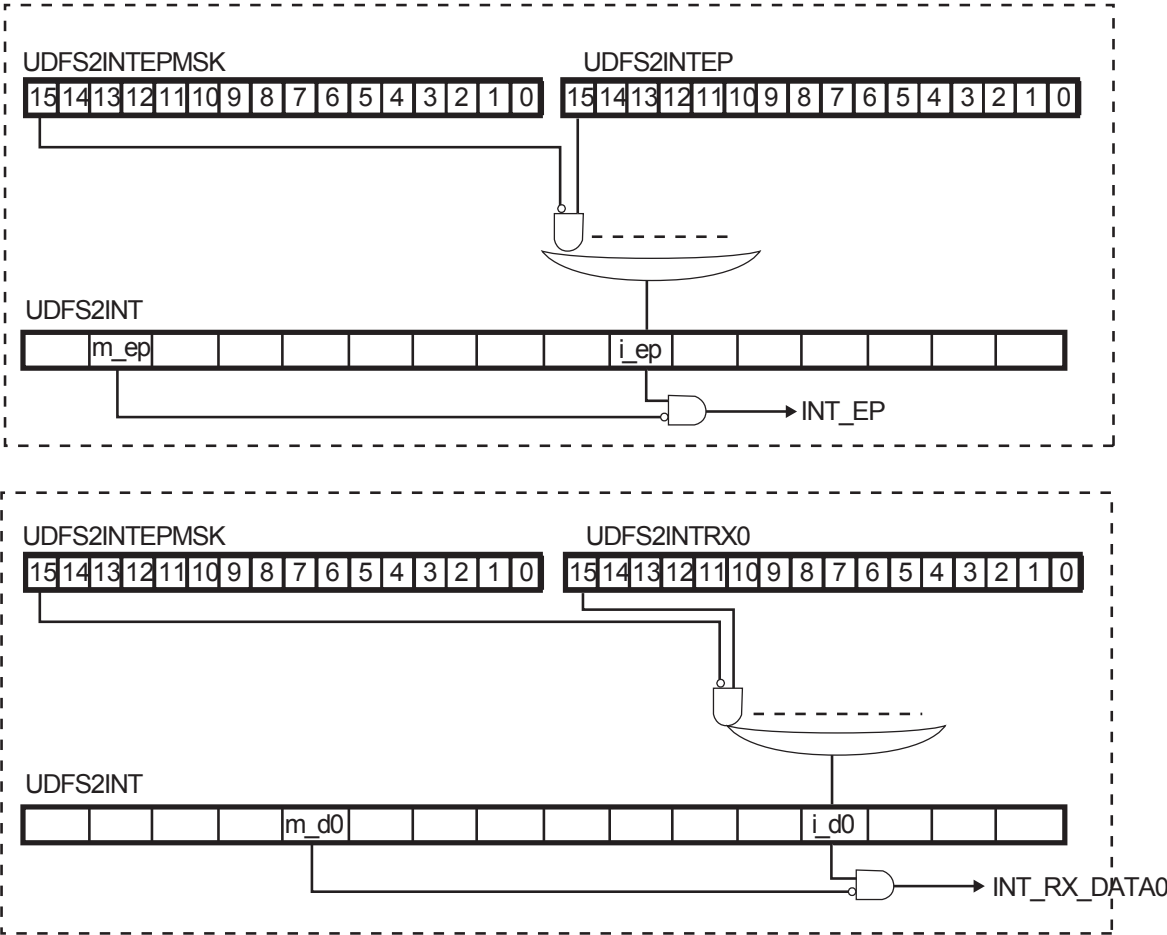 UDFS2INTEPMSK UDFS2INTEP
15 14 13 12 11 10 9 8 7 6 5 4 3 2 1 0 15 14 13 12 11 10 9 8 7 6 5 4 3 2 1 0
UDFS2INT
m_ep i_ep
INT_EP
UDFS2INTEPMSK UDFS2INTRX0
15 14 13 12 11 10 9 8 7 6 5 4 3 2 1 0 15 14 13 12 11 10 9 8 7 6 5 4 3 2 1 0
UDFS2INT
m_d0 i_d0
INT_RX_DATA0